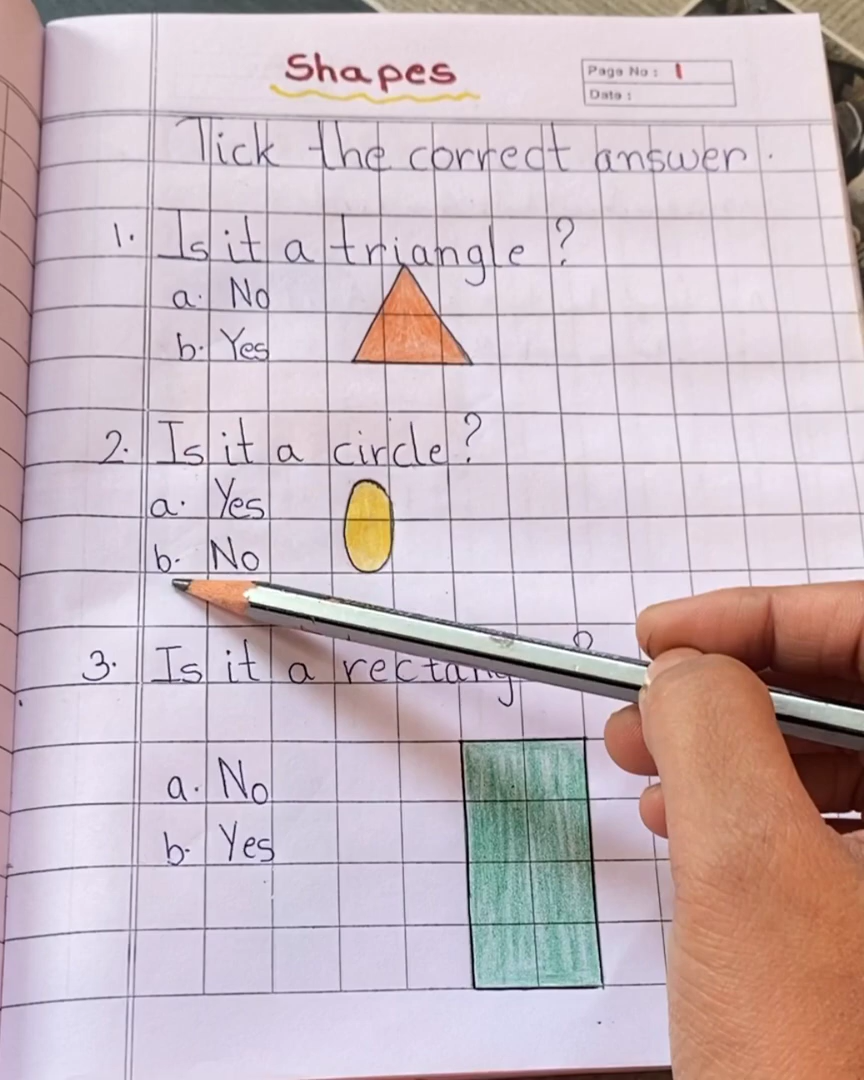 Shapes
Page No : 1
Date :
Tick the correct answer.
1. Is it a triangle ?
a. No
b. Yes
2. Is it a circle ?
a. Yes
b. No
3. Is it a
a. No
b. Yes